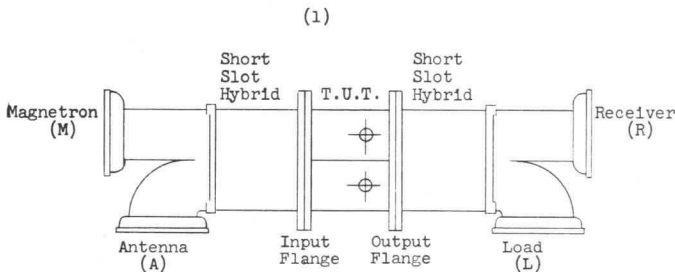 (1)
Short
Slot
Hybrid
T.U.T.
Short
Slot
Hybrid
Magnetron
(M)
Receiver
(R)
Antenna
(A)
Input
Flange
Output
Flange
Load
(L)